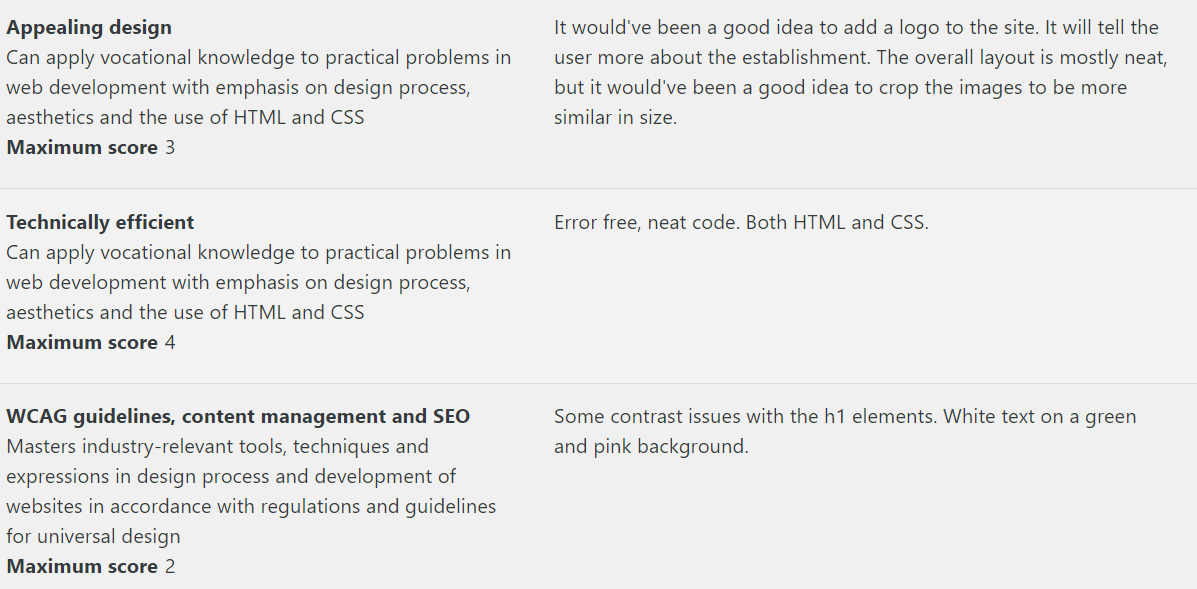 Appealing design
Can apply vocational knowledge to practical problems in
web development with emphasis on design process,
aesthetics and the use of HTML and CSS
Maximum score 3
It would've been a good idea to add a logo to the site. It will tell the
user more about the establishment. The overall layout is mostly neat,
but it would've been a good idea to crop the images to be more
similar in size.
Technically efficient
Can apply vocational knowledge to practical problems in
web development with emphasis on design process,
aesthetics and the use of HTML and CSS
Maximum score 4
Error free, neat code. Both HTML and CSS.
WCAG guidelines, content management and SEO
Masters industry-relevant tools, techniques and
expressions in design process and development of
websites in accordance with regulations and guidelines
for universal design
Maximum score 2
Some contrast issues with the h1 elements. White text on a green
and pink background.